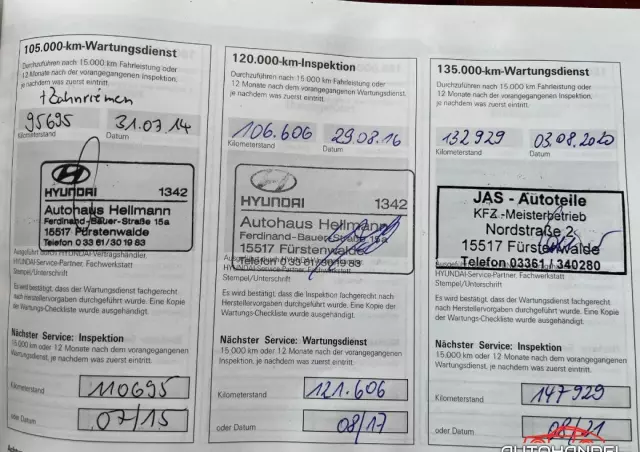 105.000-km-Wartungsdienst
Durchzuführen nach 15.000 km Fahrleistung oder
12 Monate nach der vorangegangenen Inspektion,
je nachdem was zuerst eintritt.
Zahnriemen
95695 31.07.14
Kilometerstand Datum
HYUNDAI 1342
Autohaus Hellmann
Ferdinand-Bauer-Straße 15a
15517 Fürstenwalde
Telefon 0 33 61/30 19 83
Ausgeführt durch HYUNDAI-Vertragshändler,
HYUNDAI-Service-Partner, Fachwerkstatt
Stempel/Unterschrift
Es wird bestätigt, dass der Wartungsdienst fachgerecht
nach Herstellervorgaben durchgeführt wurde. Eine Kopie
der Wartungs-Checkliste wurde ausgehändigt.
Nächster Service: Inspektion
15.000 km oder 12 Monate nach dem vorangegangenen
Wartungsdienst, je nachdem was zuerst eintritt.
Kilometerstand 110695
oder Datum 07/15
120.000-km-Inspektion
Durchzuführen nach 15.000 km Fahrleistung oder
12 Monate nach dem vorangegangenen Wartungsdienst,
je nachdem was zuerst eintritt.
106.606 29.08.16
Kilometerstand Datum
HYUNDAI 1342
Autohaus Hellmann
Ferdinand-Bauer-Straße 15a
15517 Fürstenwalde
Telefon 0 33 61/30 19 83
HYUNDAI-Service-Partner, Fachwerkstatt
Stempel/Unterschrift
Es wird bestätigt, dass die Inspektion fachgerecht nach
Herstellervorgaben durchgeführt wurde. Eine Kopie der
Wartungs-Checkliste wurde ausgehändigt.
Nächster Service: Wartungsdienst
15.000 km oder 12 Monate nach der vorangegangenen
Inspektion, je nachdem was zuerst eintritt.
Kilometerstand 121.606
oder Datum 08/17
135.000-km-Wartungsdienst
Durchzuführen nach 15.000 km Fahrleistung oder
12 Monate nach der vorangegangenen Inspektion,
je nachdem was zuerst eintritt.
132929 03.08.2020
Kilometerstand Datum
JAS - Autoteile
KFZ.-Meisterbetrieb
Nordstraße 2
15517 Fürstenwalde
Telefon 03361 / 340280
Stempel/Unterschrift
Es wird bestätigt, dass der Wartungsdienst fachgerecht
nach Herstellervorgaben durchgeführt wurde. Eine Kopie
der Wartungs-Checkliste wurde ausgehändigt.
Nächster Service: Inspektion
15.000 km oder 12 Monate nach dem vorangegangenen
Wartungsdienst, je nachdem was zuerst eintritt.
Kilometerstand 147929
oder Datum 08/21
AUTOHANDEL